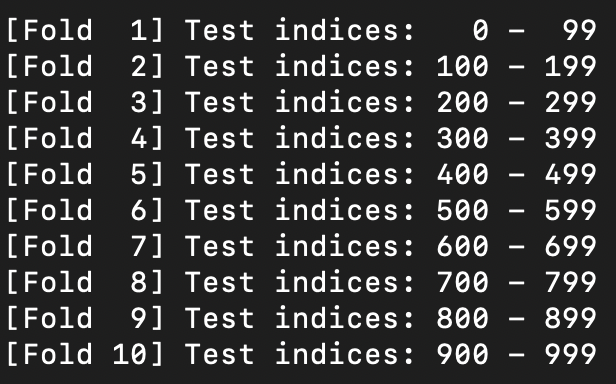 [Fold  1] Test indices:   0 –  99
[Fold  2] Test indices: 100 – 199
[Fold  3] Test indices: 200 – 299
[Fold  4] Test indices: 300 – 399
[Fold  5] Test indices: 400 – 499
[Fold  6] Test indices: 500 – 599
[Fold  7] Test indices: 600 – 699
[Fold  8] Test indices: 700 – 799
[Fold  9] Test indices: 800 – 899
[Fold 10] Test indices: 900 – 999